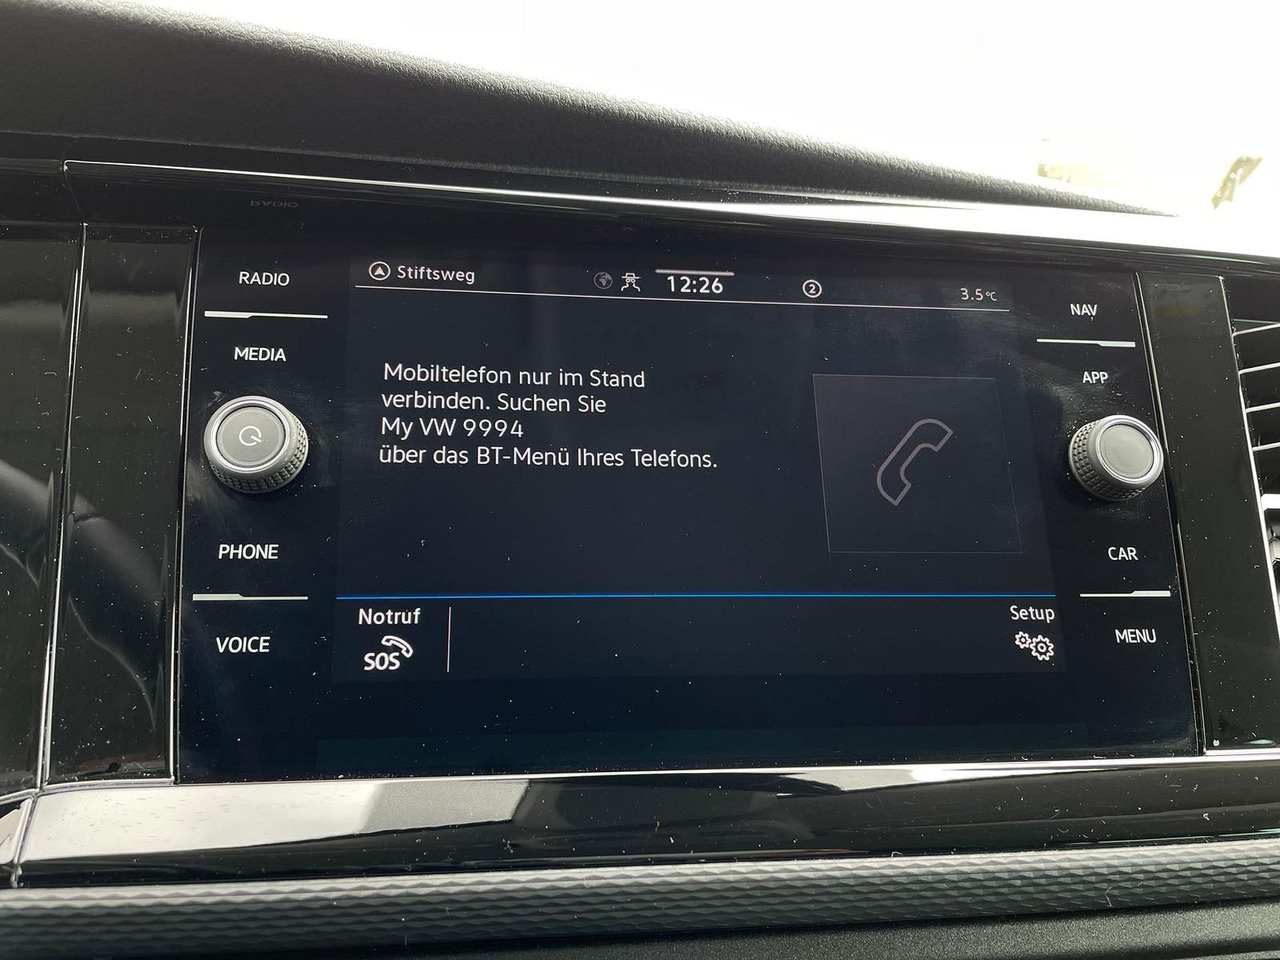 RADIO
MEDIA
PHONE
VOICE
Stiftsweg
12:26
2
3.5°C
Mobiltelefon nur im Stand
verbinden. Suchen Sie
My VW 9994
über das BT-Menü Ihres Telefons.
Notruf
SOS
Setup
NAV
APP
CAR
MENU